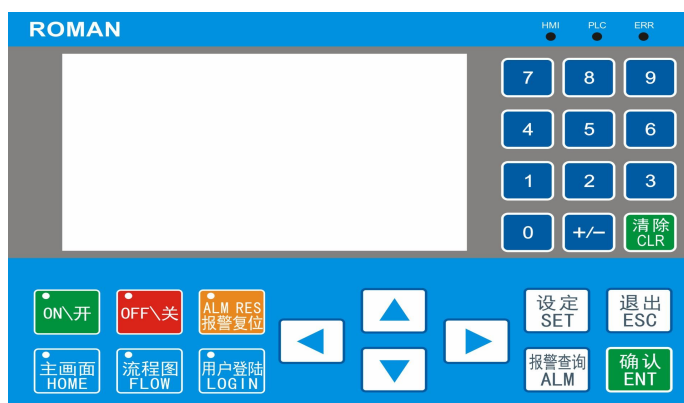 ROMAN
HMI PLC ERR
7 8 9
4 5 6
1 2 3
0 +/− 清除
CLR
ON\开 OFF\关 ALM RES
报警复位
设定
SET
退出
ESC
主画面
HOME
流程图
FLOW
用户登陆
LOGIN
报警查询
ALM
确认
ENT